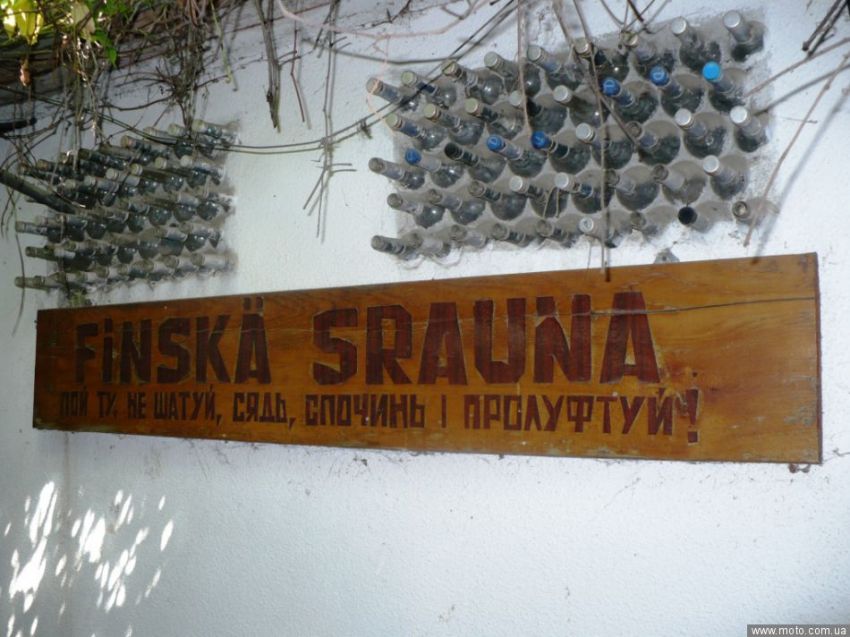 FiNSKÄ SRAUNA
ПОЙ ТУ, НЕ ШАТУЙ, СЯДЬ, СПОЧИНЬ І ПРОЛУФТУЙ!
www.moto.com.ua